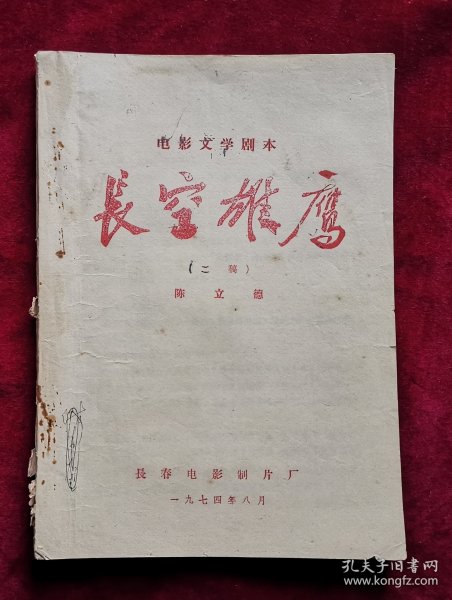 电影文学剧本
長空雄鹰
(二稿)
陈立德
長春电影制片厂
一九七四年八月
孔夫子旧书网
www.kongfz.com